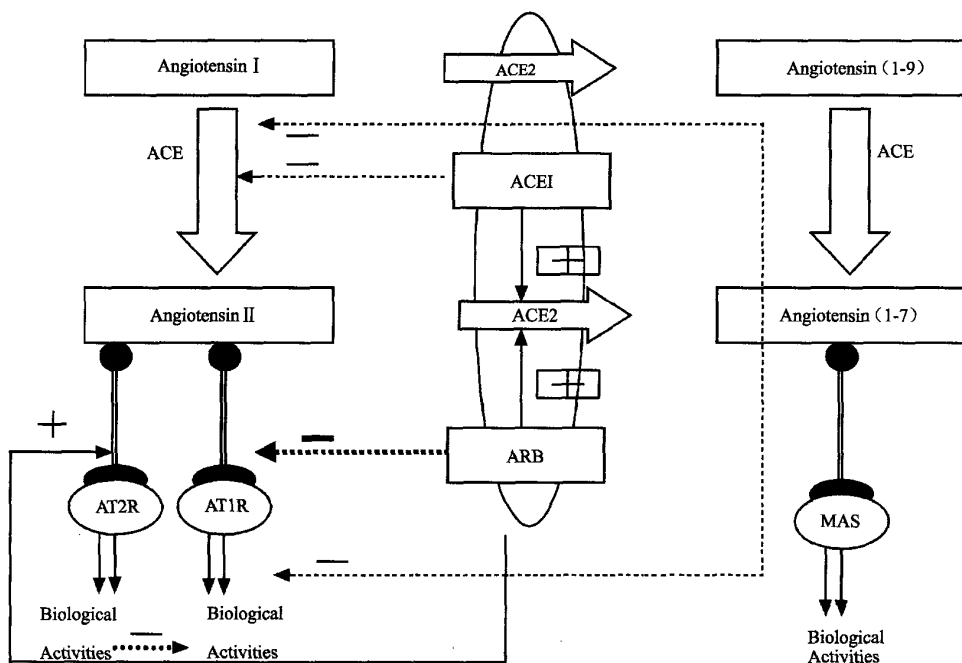 Angiotensin Ⅰ
ACE2
Angiotensin（1-9）
ACE
—
—
ACE
ACEI
+
Angiotensin Ⅱ
ACE2
Angiotensin（1-7）
+
+
—
ARB
AT2R
AT1R
MAS
—
Biological
Activities
—
Biological
Activities
Biological
Activities